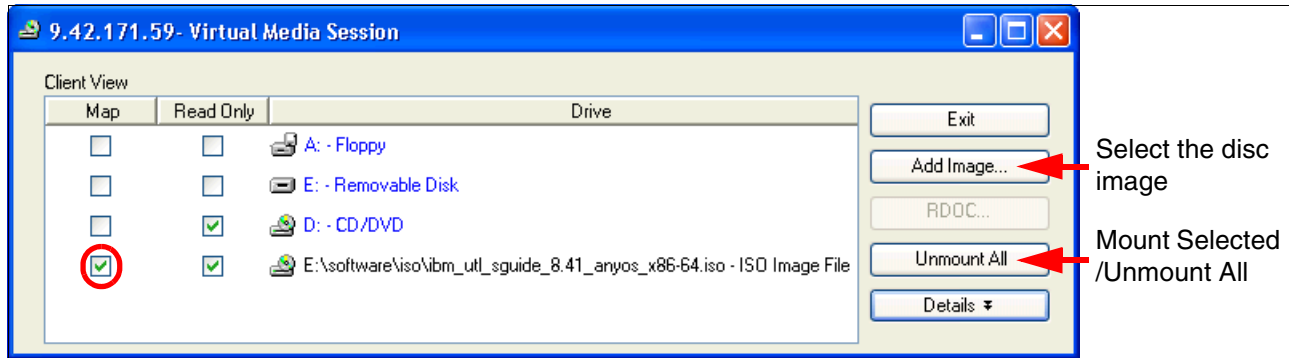 9.42.171.59- Virtual Media Session
Client View
Map Read Only Drive
A: - Floppy
E: - Removable Disk
D: - CD/DVD
E:\software\iso\ibm_utl_sguide_8.41_anyos_x86-64.iso - ISO Image File
Exit
Add Image...
RDOC...
Unmount All
Details
Select the disc
image
Mount Selected
/Unmount All